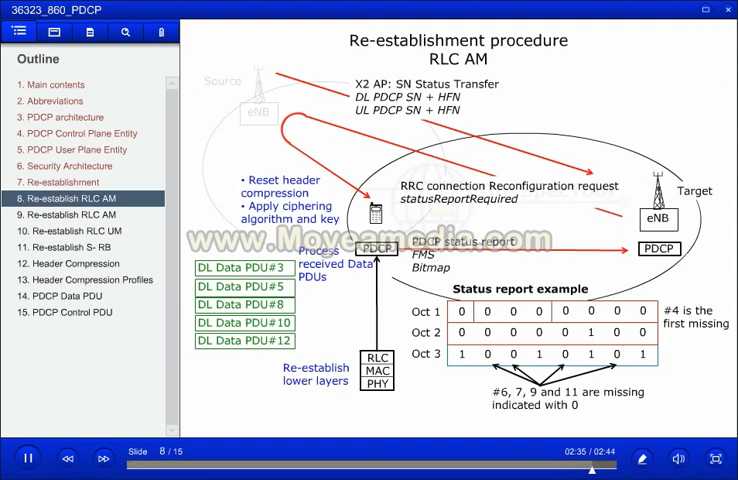 36323_860_PDCP
Outline
1. Main contents
2. Abbreviations
3. PDCP architecture
4. PDCP Control Plane Entity
5. PDCP User Plane Entity
6. Security Architecture
7. Re-establishment
8. Re-establish RLC AM
9. Re-establish RLC AM
10. Re-establish RLC UM
11. Re-establish S- RB
12. Header Compression
13. Header Compression Profiles
14. PDCP Data PDU
15. PDCP Control PDU
Re-establishment procedure
RLC AM
Source
eNB
X2 AP: SN Status Transfer
DL PDCP SN + HFN
UL PDCP SN + HFN
• Reset header
compression
• Apply ciphering
algorithm and key
RRC connection Reconfiguration request
statusReportRequired
Target
eNB
www.Moyeamedia.com
PDCP
PDCP status report
FMS
Bitmap
PDCP
Process
received Data
PDUs
DL Data PDU#3
DL Data PDU#5
DL Data PDU#8
DL Data PDU#10
DL Data PDU#12
Re-establish
lower layers
RLC
MAC
PHY
Status report example
Oct 1 0 0 0 0 0 0 0 0
Oct 2 0 0 0 0 0 1 0 0
Oct 3 1 0 0 1 0 1 0 1
#4 is the
first missing
#6, 7, 9 and 11 are missing
indicated with 0
Slide 8 / 15
02:35 / 02:44